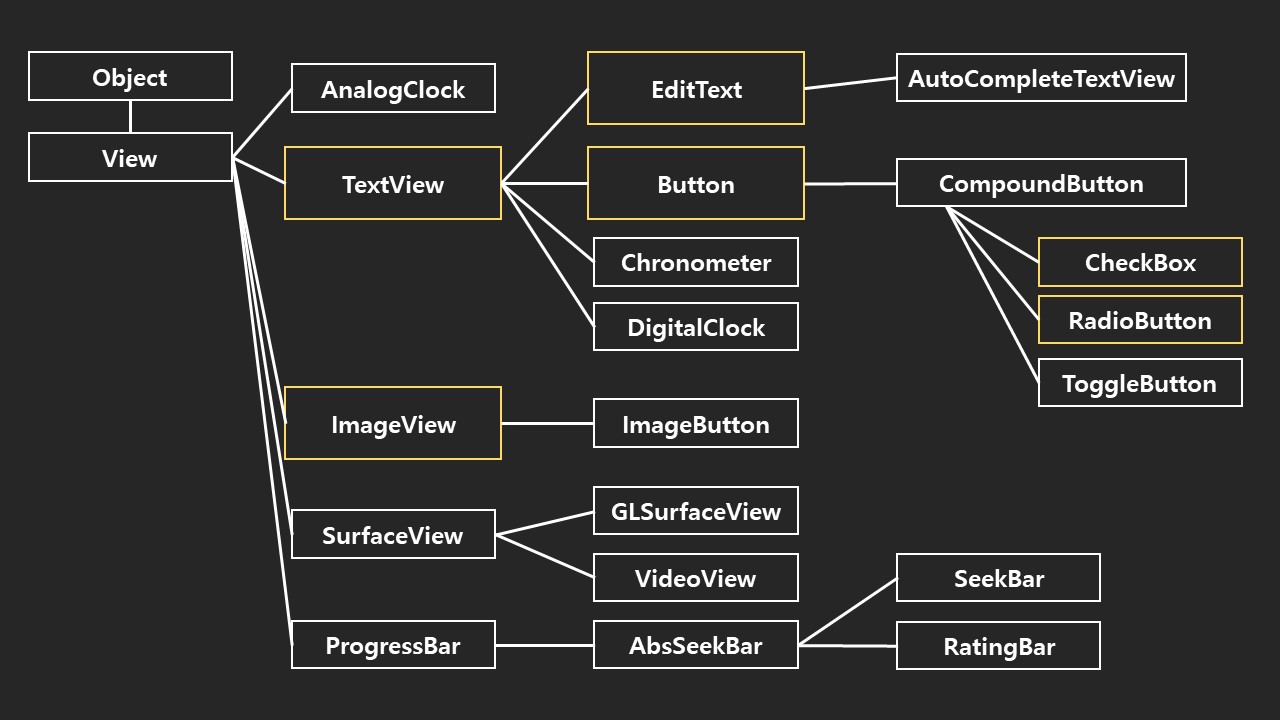 Object
View
AnalogClock
TextView
EditText
AutoCompleteTextView
Button
CompoundButton
Chronometer
DigitalClock
CheckBox
RadioButton
ToggleButton
ImageView
ImageButton
SurfaceView
GLSurfaceView
VideoView
ProgressBar
AbsSeekBar
SeekBar
RatingBar